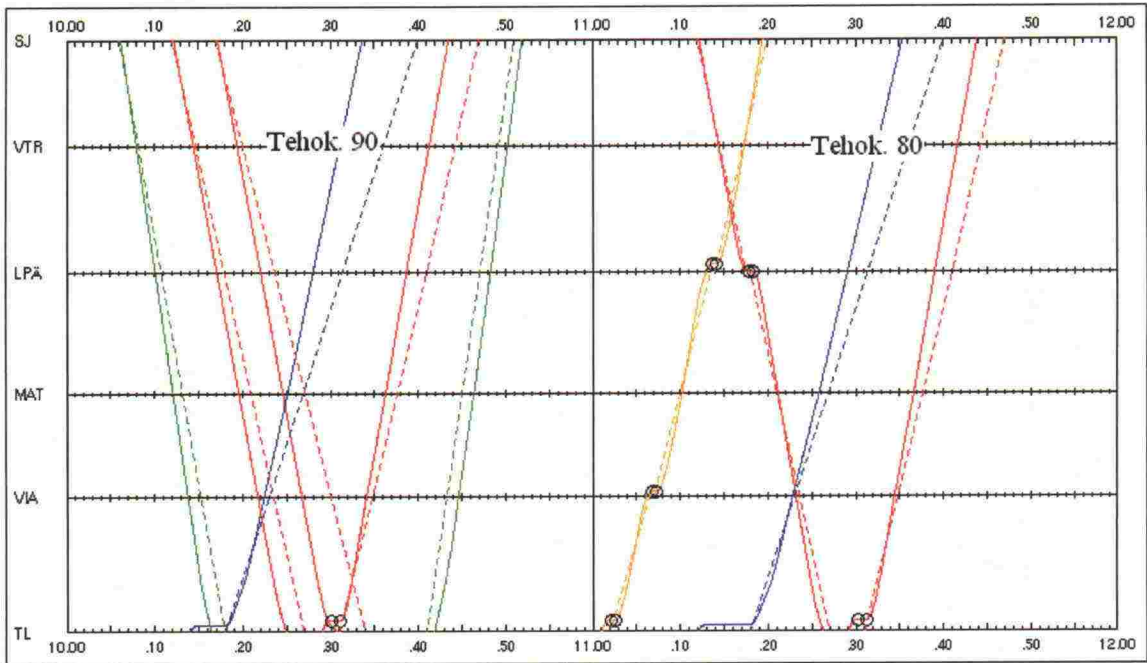 10.00 .10 .20 .30 .40 .50 11.00 .10 .20 .30 .40 .50 12.00
SJ
VTR
Tehok. 90
Tehok. 80
LPÄ
MAT
VIA
TL
10.00 .10 .20 .30 .40 .50 11.00 .10 .20 .30 .40 .50 12.00